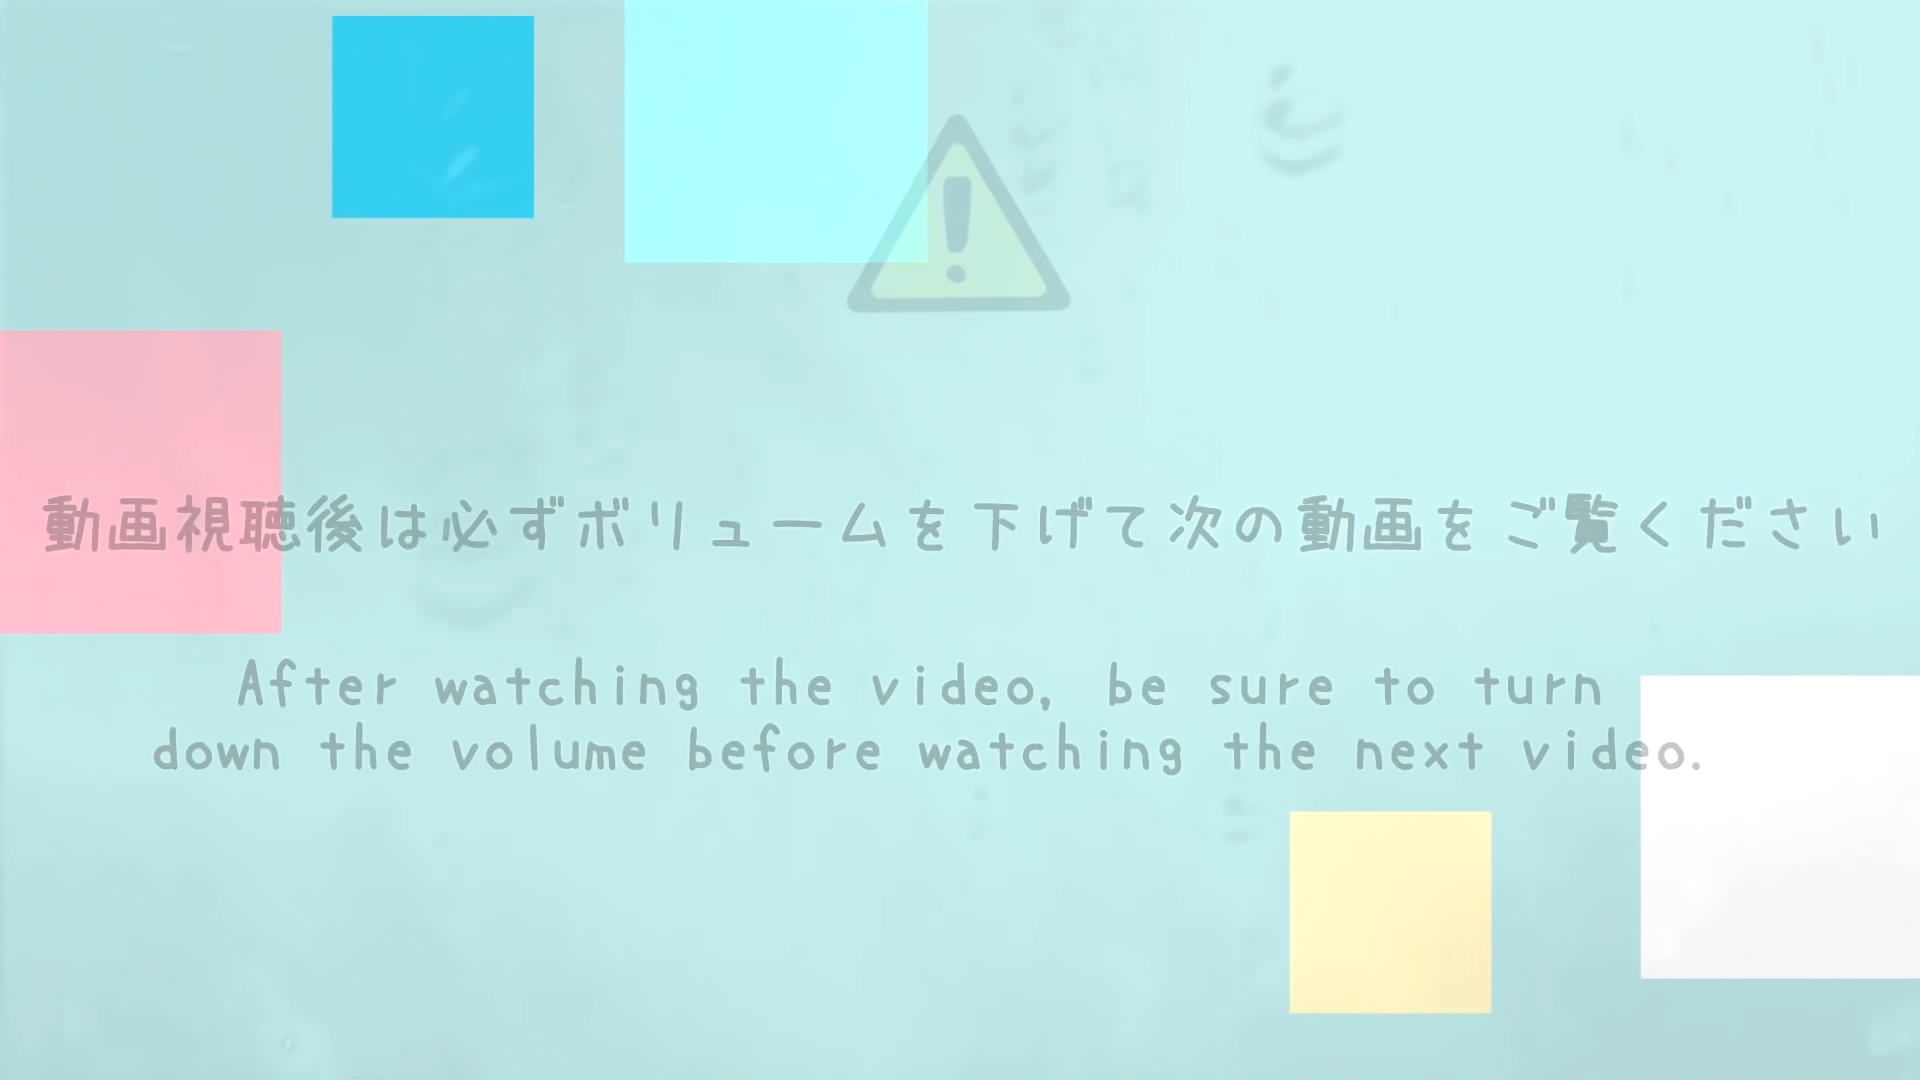 動画視聴後は必ずボリュームを下げて次の動画をご覧ください
After watching the video, be sure to turn
down the volume before watching the next video.